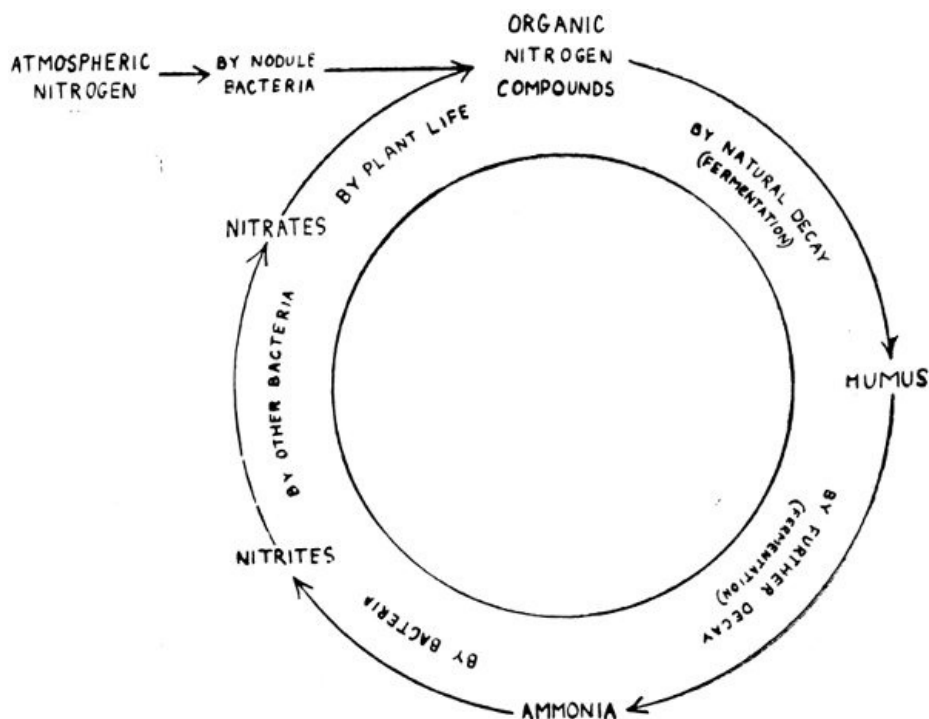 ATMOSPHERIC
NITROGEN
BY NODULE
BACTERIA
ORGANIC
NITROGEN
COMPOUNDS
BY NATURAL DECAY
(FERMENTATION)
HUMUS
BY FURTHER DECAY
(FERMENTATION)
AMMONIA
BY BACTERIA
NITRITES
BY OTHER BACTERIA
NITRATES
BY PLANT LIFE